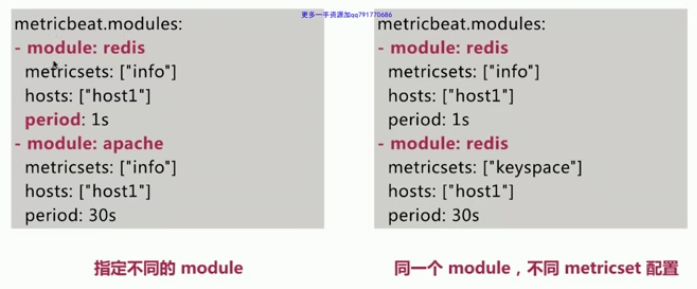 更多一手资源加qq791770686
metricbeat.modules:
- module: redis
metricsets: ["info"]
hosts: ["host1"]
period: 1s
- module: apache
metricsets: ["info"]
hosts: ["host1"]
period: 30s
指定不同的 module
metricbeat.modules:
- module: redis
metricsets: ["info"]
hosts: ["host1"]
period: 1s
- module: redis
metricsets: ["keyspace"]
hosts: ["host1"]
period: 30s
同一个 module，不同 metricset 配置